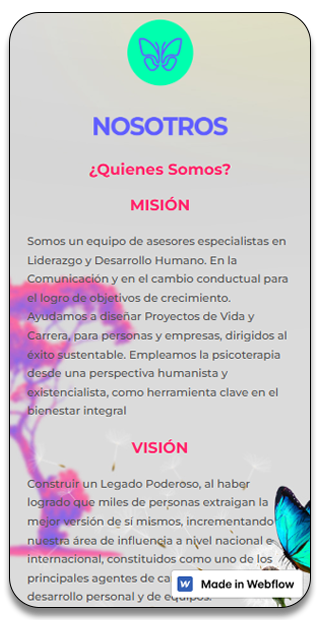 NOSOTROS
¿Quienes Somos?
MISIÓN
Somos un equipo de asesores especialistas en
Liderazgo y Desarrollo Humano. En la
Comunicación y en el cambio conductual para
el logro de objetivos de crecimiento.
Ayudamos a diseñar Proyectos de Vida y
Carrera, para personas y empresas, dirigidos al
éxito sustentable. Empleamos la psicoterapia
desde una perspectiva humanista y
existencialista, como herramienta clave en el
bienestar integral
VISIÓN
Construir un Legado Poderoso, al haber
logrado que miles de personas extraigan la
mejor versión de sí mismos, incrementando
nuestra área de influencia a nivel nacional e
internacional, constituidos como uno de los
principales agentes de
desarrollo personal y de equipos.
Made in Webflow